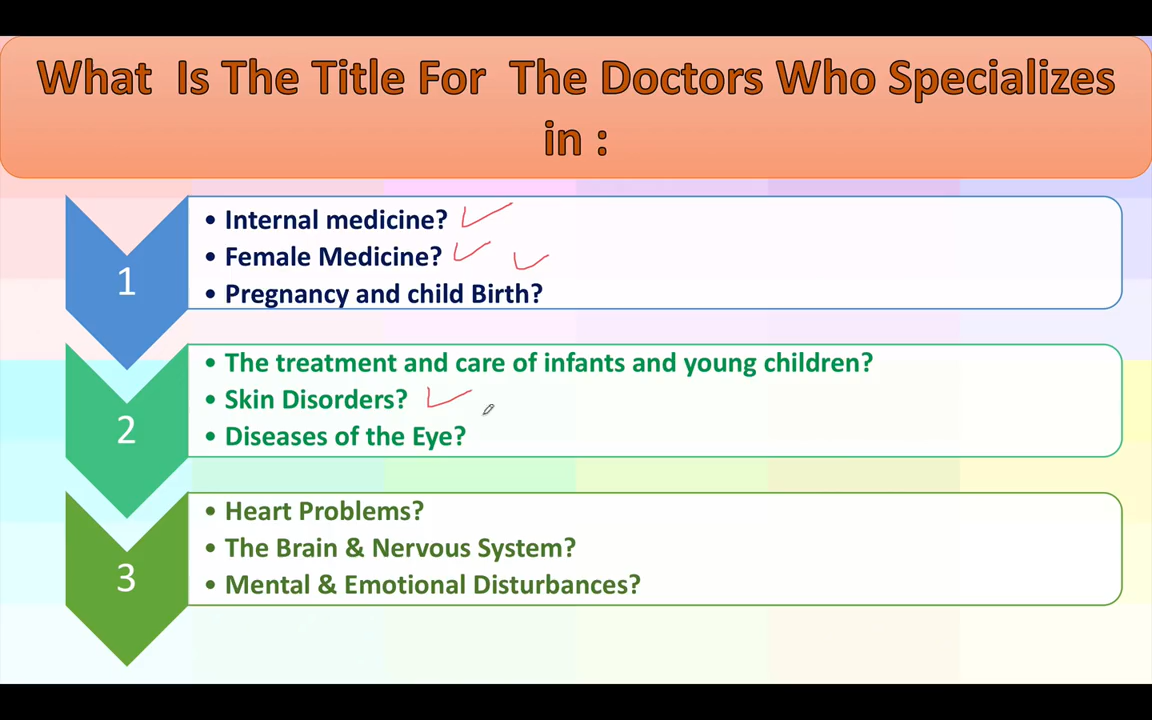 What Is The Title For The Doctors Who Specializes
in :
1
• Internal medicine?
• Female Medicine?
• Pregnancy and child Birth?
2
• The treatment and care of infants and young children?
• Skin Disorders?
• Diseases of the Eye?
3
• Heart Problems?
• The Brain & Nervous System?
• Mental & Emotional Disturbances?